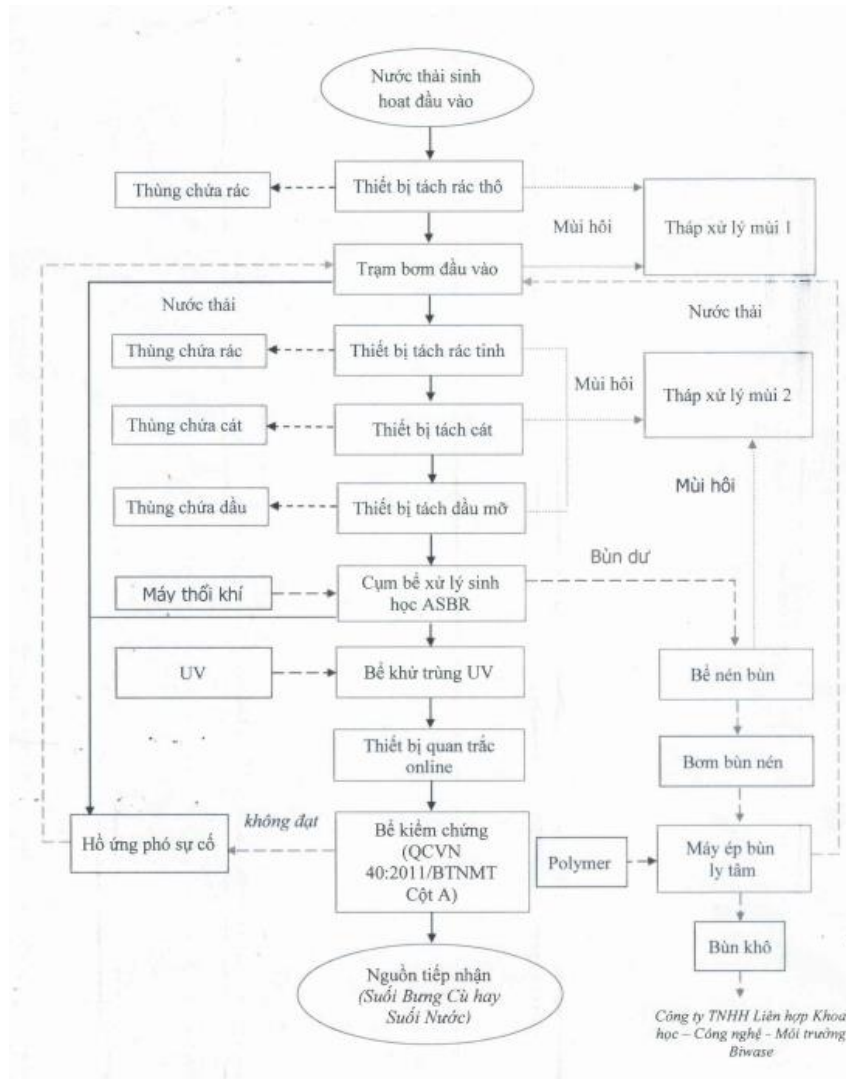 Nước thải sinh
hoạt đầu vào
Thùng chứa rác
Thiết bị tách rác thô
Mùi hôi
Tháp xử lý mùi 1
Trạm bơm đầu vào
Nước thải
Nước thải
Thùng chứa rác
Thiết bị tách rác tinh
Mùi hôi
Tháp xử lý mùi 2
Thùng chứa cát
Thiết bị tách cát
Mùi hôi
Thùng chứa dầu
Thiết bị tách dầu mỡ
Bùn dư
Máy thổi khí
Cụm bể xử lý sinh
học ASBR
UV
Bể khử trùng UV
Bể nén bùn
Thiết bị quan trắc
online
Bơm bùn nén
không đạt
Hồ ứng phó sự cố
Bể kiểm chứng
(QCVN
40:2011/BTNMT
Cột A)
Polymer
Máy ép bùn
ly tâm
Bùn khô
Nguồn tiếp nhận
(Suối Bưng Cù hay
Suối Nước)
Công ty TNHH Liên hợp Khoa
học – Công nghệ - Môi trường
Biwase